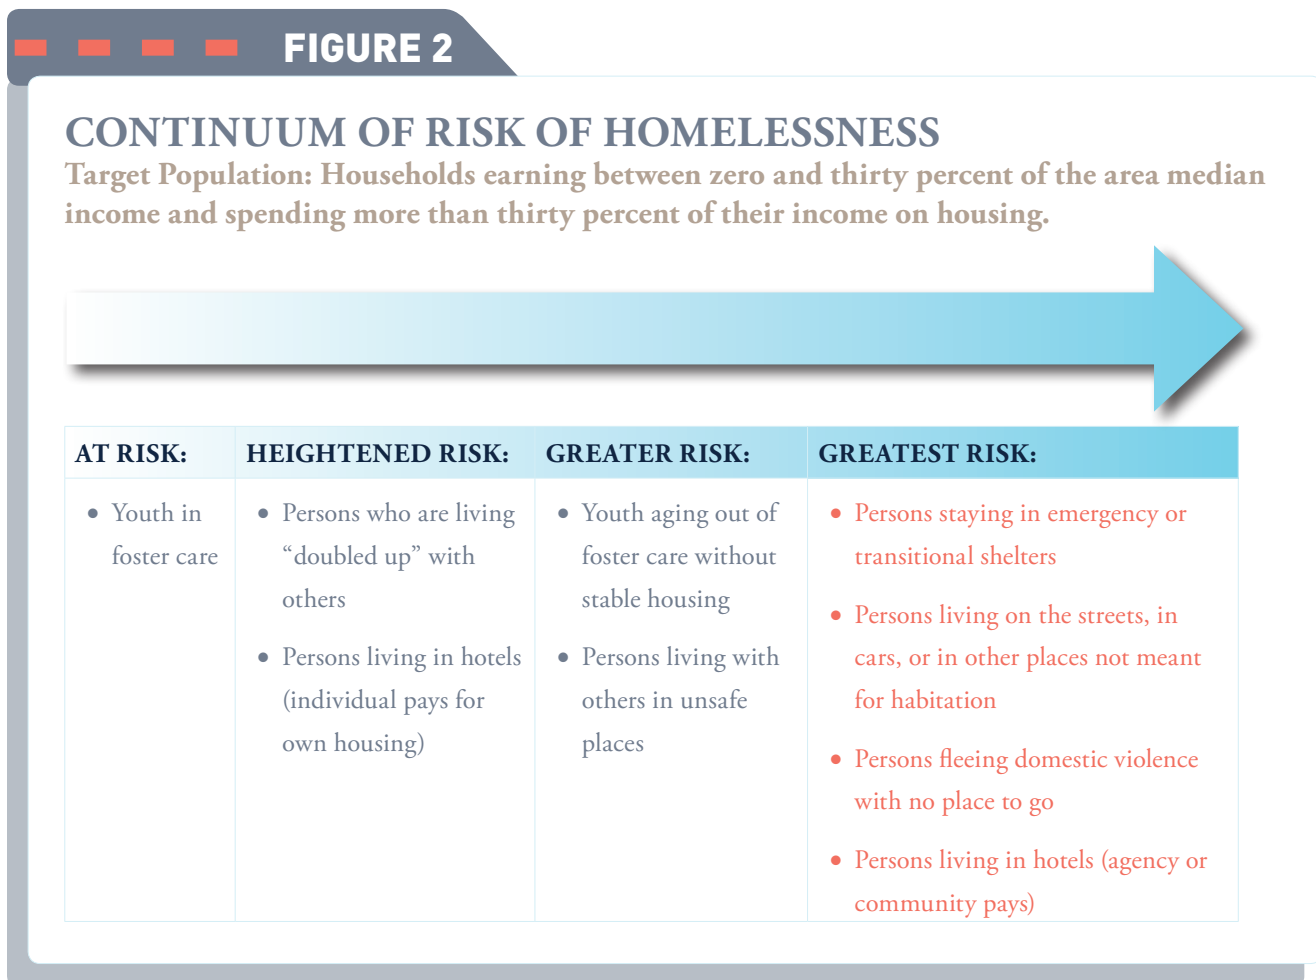 FIGURE 2
CONTINUUM OF RISK OF HOMELESSNESS
Target Population: Households earning between zero and thirty percent of the area median
income and spending more than thirty percent of their income on housing.
AT RISK:
• Youth in
foster care
HEIGHTENED RISK:
• Persons who are living
“doubled up” with
others
• Persons living in hotels
(individual pays for
own housing)
GREATER RISK:
• Youth aging out of
foster care without
stable housing
• Persons living with
others in unsafe
places
GREATEST RISK:
• Persons staying in emergency or
transitional shelters
• Persons living on the streets, in
cars, or in other places not meant
for habitation
• Persons fleeing domestic violence
with no place to go
• Persons living in hotels (agency or
community pays)